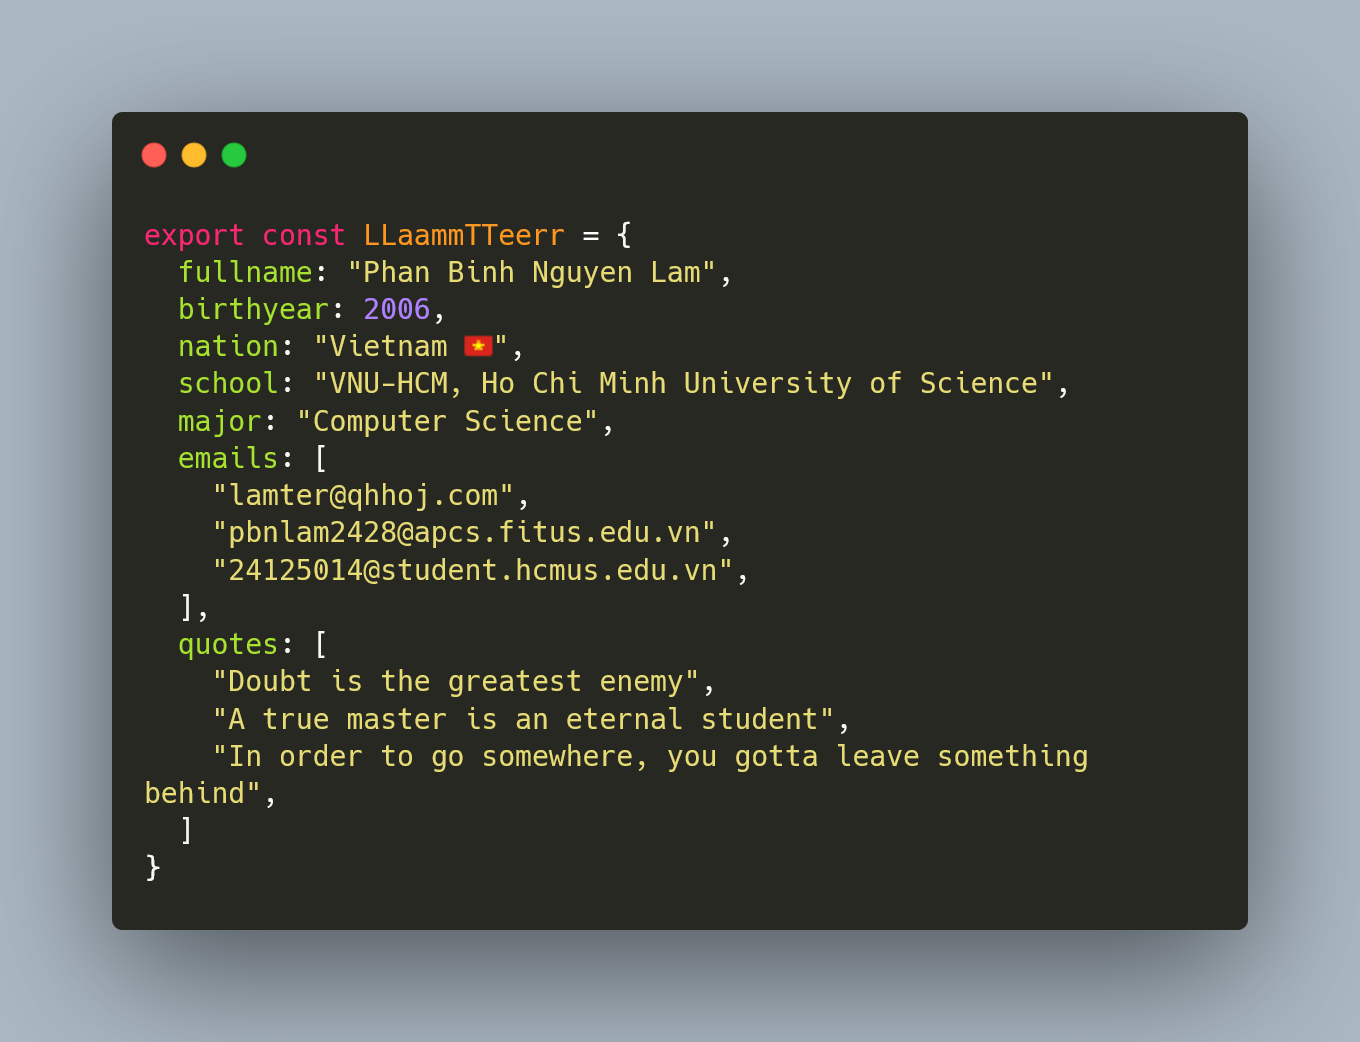 export const LLaammTTeerr = {
  fullname: "Phan Binh Nguyen Lam",
  birthyear: 2006,
  nation: "Vietnam 🇻🇳",
  school: "VNU-HCM, Ho Chi Minh University of Science",
  major: "Computer Science",
  emails: [
    "lamter@qhhoj.com",
    "pbnlam2428@apcs.fitus.edu.vn",
    "24125014@student.hcmus.edu.vn",
  ],
  quotes: [
    "Doubt is the greatest enemy",
    "A true master is an eternal student",
    "In order to go somewhere, you gotta leave something
behind",
  ]
}